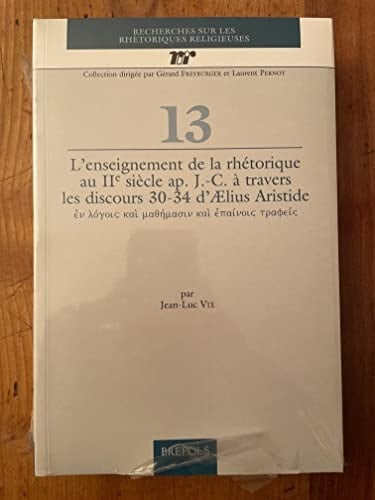 RECHERCHES SUR LES
RHÉTORIQUES RELIGIEUSES
rrr
Collection dirigée par Gérard FREYBURGER et Laurent PERNOT
13
L'enseignement de la rhétorique
au IIe siècle ap. J.-C. à travers
les discours 30-34 d'Ælius Aristide
ἐν λόγοις καὶ μαθήμασιν καὶ ἐπαίνοις τραφείς
par
Jean-Luc VIX
BREPOLS